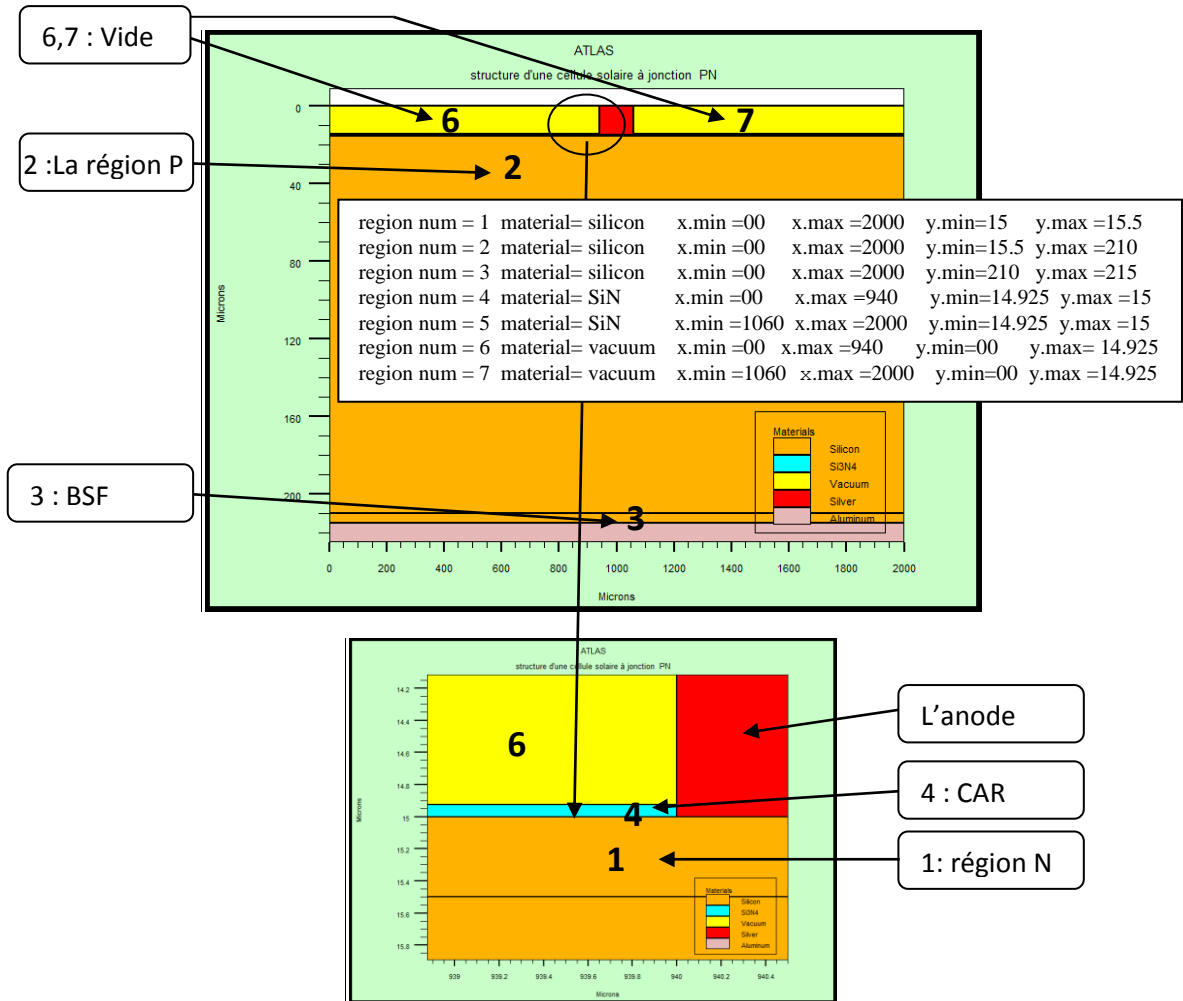 6,7 : Vide
ATLAS
structure d'une cellule solaire à jonction PN
6
7
2 :La région P
2
0
40
80
120
160
200
Microns
region num = 1 material= silicon x.min =00 x.max =2000 y.min=15 y.max =15.5
region num = 2 material= silicon x.min =00 x.max =2000 y.min=15.5 y.max =210
region num = 3 material= silicon x.min =00 x.max =2000 y.min=210 y.max =215
region num = 4 material= SiN x.min =00 x.max =940 y.min=14.925 y.max =15
region num = 5 material= SiN x.min =1060 x.max =2000 y.min=14.925 y.max =15
region num = 6 material= vacuum x.min =00 x.max =940 y.min=00 y.max= 14.925
region num = 7 material= vacuum x.min =1060 x.max =2000 y.min=00 y.max =14.925
Materials
Silicon
Si3N4
Vacuum
Silver
Aluminum
3 : BSF
3
0 200 400 600 800 1000 1200 1400 1600 1800 2000
Microns
ATLAS
structure d'une cellule solaire à jonction PN
14.2
14.4
14.6
14.8
15
15.2
15.4
15.6
15.8
Microns
6
4
1
L'anode
4 : CAR
1: région N
Materials
Silicon
Si3N4
Vacuum
Silver
Aluminum
939 939.2 939.4 939.6 939.8 940 940.2 940.4
Microns